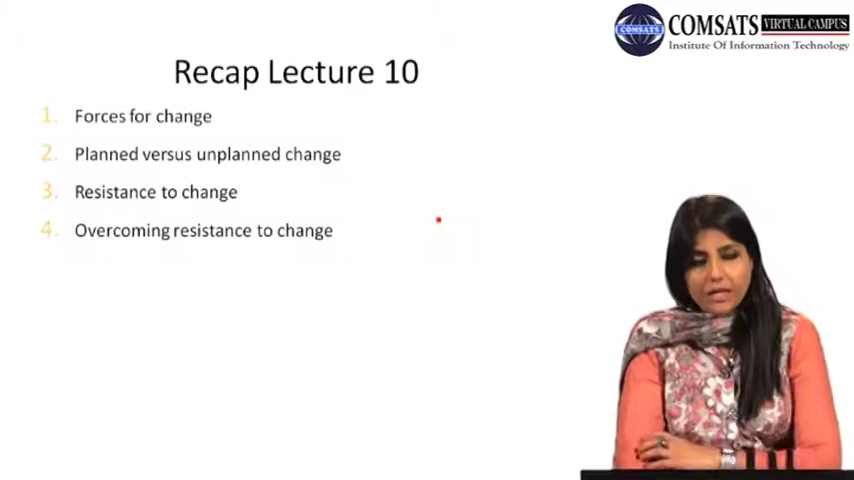 COMSATS VIRTUAL CAMPUS
Institute Of Information Technology
COMSATS
Recap Lecture 10
1. Forces for change
2. Planned versus unplanned change
3. Resistance to change
4. Overcoming resistance to change